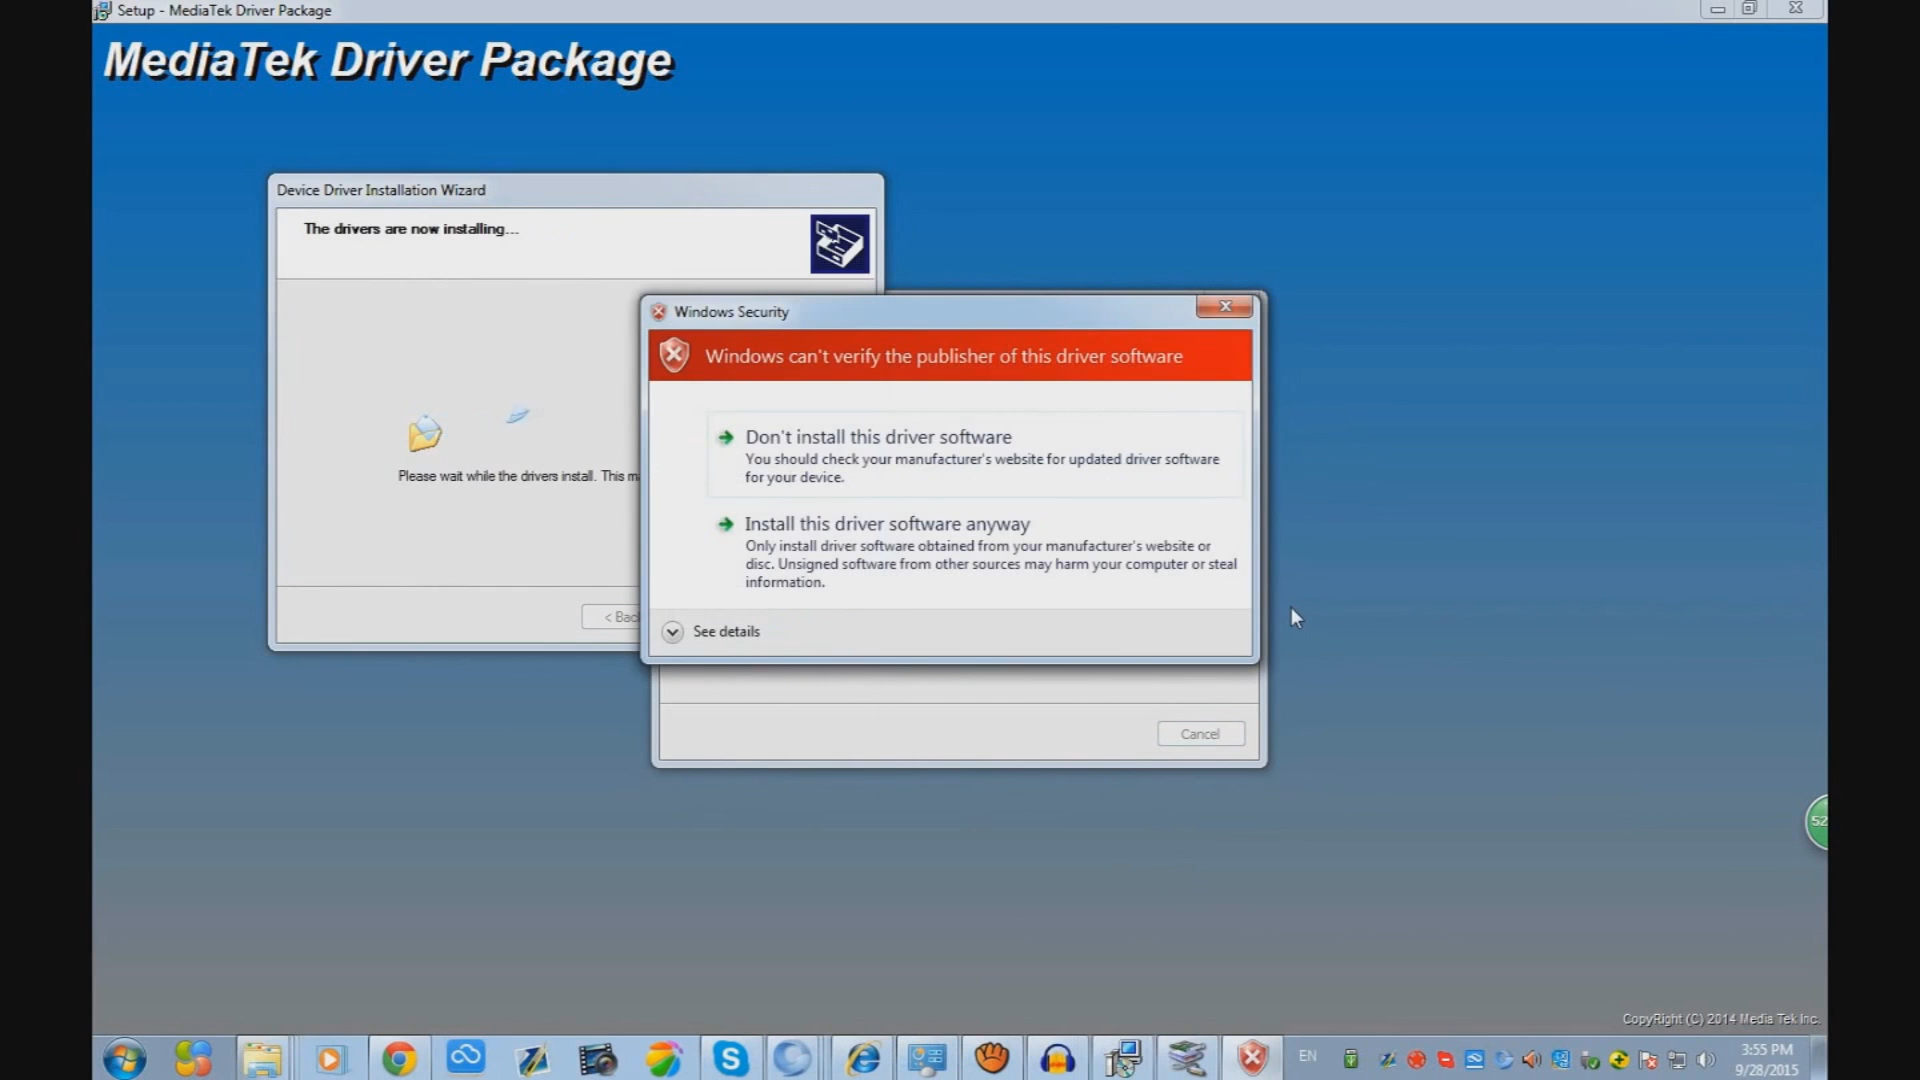 Setup - MediaTek Driver Package
MediaTek Driver Package
Device Driver Installation Wizard
The drivers are now installing...
Please wait while the drivers install. This
< Back
Windows Security
Windows can't verify the publisher of this driver software
Don't install this driver software
You should check your manufacturer's website for updated driver software
for your device.
Install this driver software anyway
Only install driver software obtained from your manufacturer's website or
disc. Unsigned software from other sources may harm your computer or steal
information.
See details
Cancel
52
CopyRight (C) 2014 MediaTek Inc.
EN
3:55 PM
9/28/2015